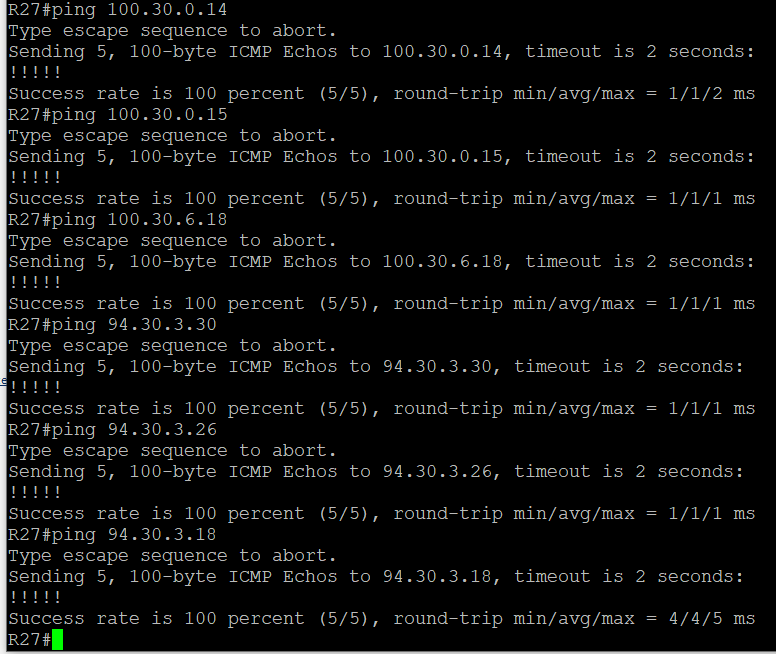 R27#ping 100.30.0.14
Type escape sequence to abort.
Sending 5, 100-byte ICMP Echos to 100.30.0.14, timeout is 2 seconds:
!!!!!
Success rate is 100 percent (5/5), round-trip min/avg/max = 1/1/2 ms
R27#ping 100.30.0.15
Type escape sequence to abort.
Sending 5, 100-byte ICMP Echos to 100.30.0.15, timeout is 2 seconds:
!!!!!
Success rate is 100 percent (5/5), round-trip min/avg/max = 1/1/1 ms
R27#ping 100.30.6.18
Type escape sequence to abort.
Sending 5, 100-byte ICMP Echos to 100.30.6.18, timeout is 2 seconds:
!!!!!
Success rate is 100 percent (5/5), round-trip min/avg/max = 1/1/1 ms
R27#ping 94.30.3.30
Type escape sequence to abort.
Sending 5, 100-byte ICMP Echos to 94.30.3.30, timeout is 2 seconds:
!!!!!
Success rate is 100 percent (5/5), round-trip min/avg/max = 1/1/1 ms
R27#ping 94.30.3.26
Type escape sequence to abort.
Sending 5, 100-byte ICMP Echos to 94.30.3.26, timeout is 2 seconds:
!!!!!
Success rate is 100 percent (5/5), round-trip min/avg/max = 1/1/1 ms
R27#ping 94.30.3.18
Type escape sequence to abort.
Sending 5, 100-byte ICMP Echos to 94.30.3.18, timeout is 2 seconds:
!!!!!
Success rate is 100 percent (5/5), round-trip min/avg/max = 4/4/5 ms
R27#